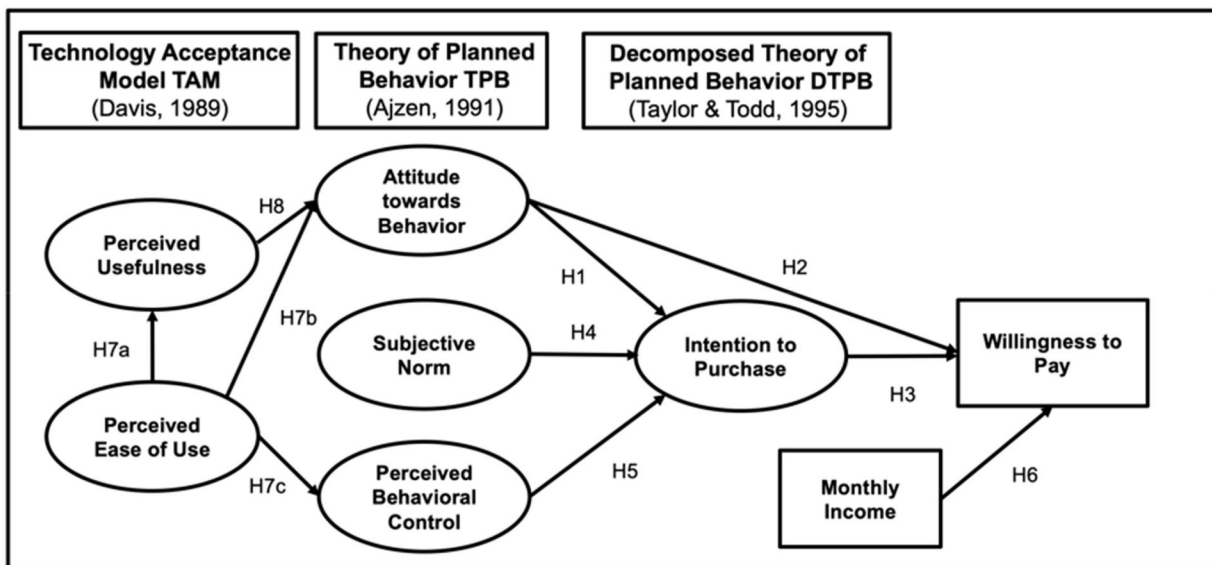 Technology Acceptance
Model TAM
(Davis, 1989)
Theory of Planned
Behavior TPB
(Ajzen, 1991)
Decomposed Theory of
Planned Behavior DTPB
(Taylor & Todd, 1995)
Attitude
towards
Behavior
H8
Perceived
Usefulness
H1
H2
H7b
H7a
Subjective
Norm
H4
Intention to
Purchase
H3
Willingness to
Pay
Perceived
Ease of Use
H7c
Perceived
Behavioral
Control
H5
Monthly
Income
H6